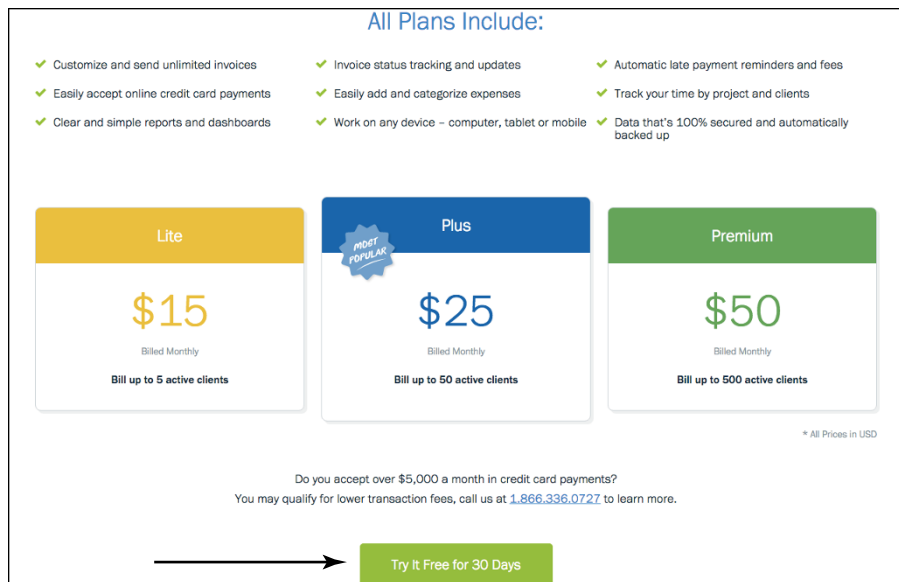 All Plans Include:
Customize and send unlimited invoices
Invoice status tracking and updates
Automatic late payment reminders and fees
Easily accept online credit card payments
Easily add and categorize expenses
Track your time by project and clients
Clear and simple reports and dashboards
Work on any device – computer, tablet or mobile
Data that's 100% secured and automatically
backed up
Lite
$15
Billed Monthly
Bill up to 5 active clients
Plus
MOST
POPULAR
$25
Billed Monthly
Bill up to 50 active clients
Premium
$50
Billed Monthly
Bill up to 500 active clients
* All Prices in USD
Do you accept over $5,000 a month in credit card payments?
You may qualify for lower transaction fees, call us at 1.866.336.0727 to learn more.
Try It Free for 30 Days